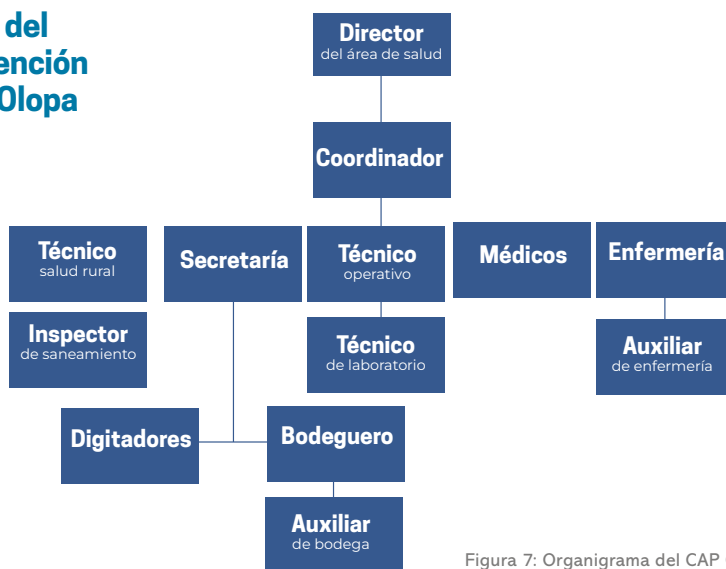 del
ención
Olopa
Director
del área de salud
Coordinador
Técnico
salud rural
Secretaría
Técnico
operativo
Médicos
Enfermería
Inspector
de saneamiento
Técnico
de laboratorio
Auxiliar
de enfermería
Digitadores
Bodeguero
Auxiliar
de bodega
Figura 7: Organigrama del CAP